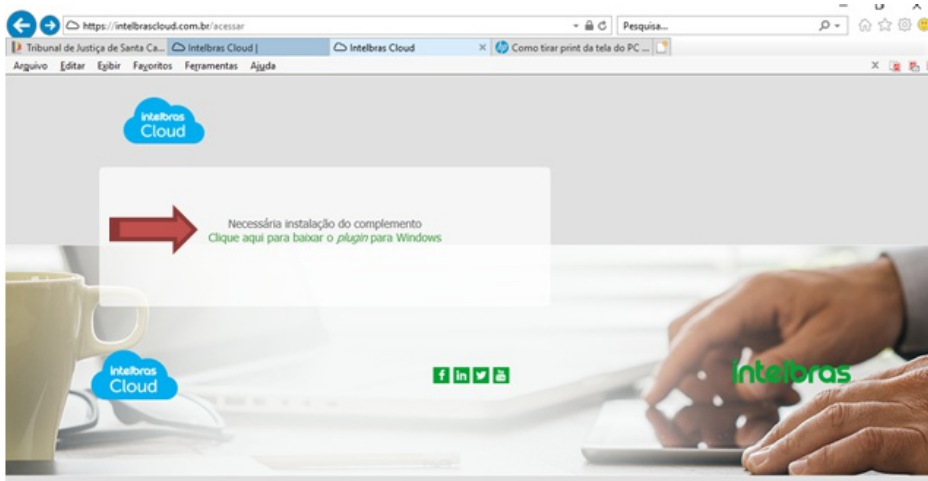 https://intelbrascloud.com.br/acessar
Pesquisa...
Tribunal de Justiça de Santa Ca...
Intelbras Cloud |
Intelbras Cloud
Como tirar print da tela do PC ...
Arquivo Editar Exibir Favoritos Ferramentas Ajuda
intelbras
Cloud
Necessária instalação do complemento
Clique aqui para baixar o plugin para Windows
intelbras
Cloud
intelbras